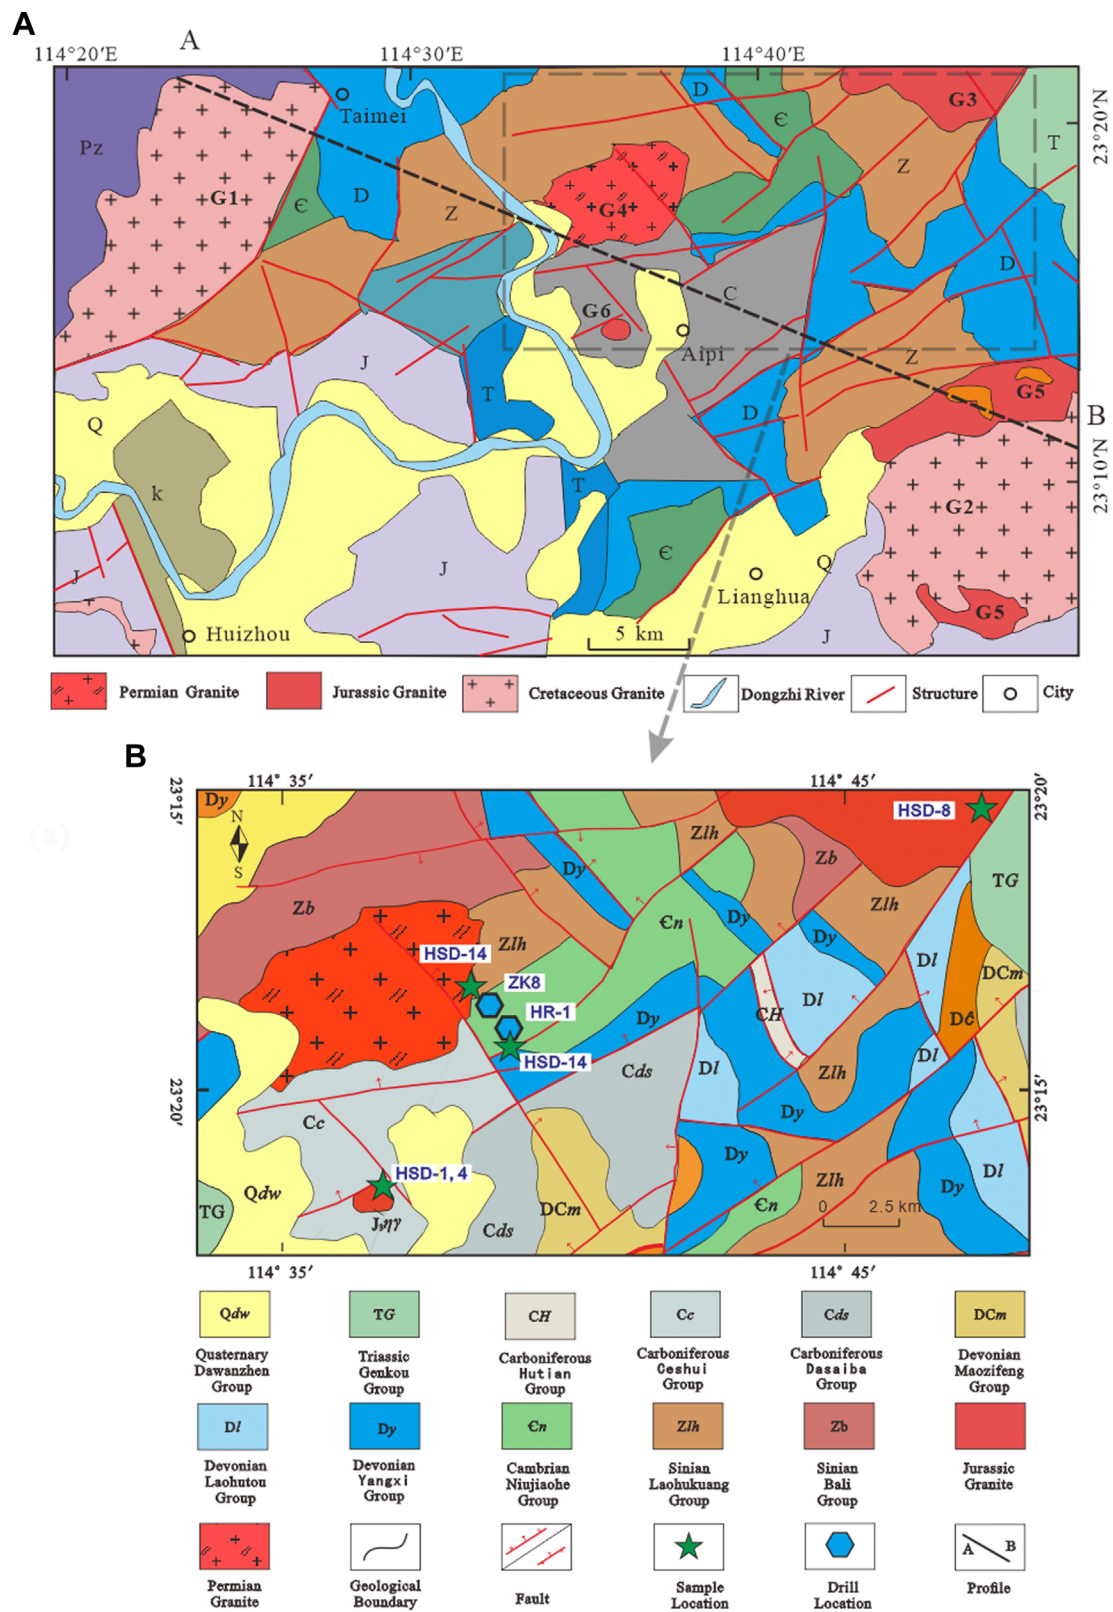 A
A
114°20′E 114°30′E 114°40′E
23°20′N
23°10′N
Taimei
Pz
G1
Є
D
Z
G4
D
Є
G3
T
Z
D
C
G6
Aipi
Z
J
T
G5
B
D
Q
k
T
G2
J
J
Є
Q
Lianghua
G5
J
Huizhou
5 km
Permian Granite Jurassic Granite Cretaceous Granite Dongzhi River Structure City
B
(a)
114° 35′ 114° 45′
23°15′
23°20′
Dy
N
S
HSD-8
Zlh
Zb
Dy
TG
Zb
Єn
Dy
Zlh
Zlh
Dy
HSD-14
Dl
DCm
ZK8
Dl
HR-1
CH
Dĉ
Dy
HSD-14
Dl
Cds
Dl
Zlh
23°20′
23°15′
Cc
Dy
HSD-1, 4
Dy
Qdw
Zlh
Dl
Dy
TG
J₃ηγ
Cds
DCm
Єn
0 2.5 km
114° 35′ 114° 45′
Qdw TG CH Cc Cds DCm
Quaternary Dawanzhen Group
Triassic Genkou Group
Carboniferous Hutian Group
Carboniferous Ceshui Group
Carboniferous Dasaiba Group
Devonian Maozifeng Group
Dl Dy Єn Zlh Zb
Devonian Laohutou Group
Devonian Yangxi Group
Cambrian Niujiaohe Group
Sinian Laohukuang Group
Sinian Bali Group
Jurassic Granite
A B
Permian Granite
Geological Boundary
Fault
Sample Location
Drill Location
Profile